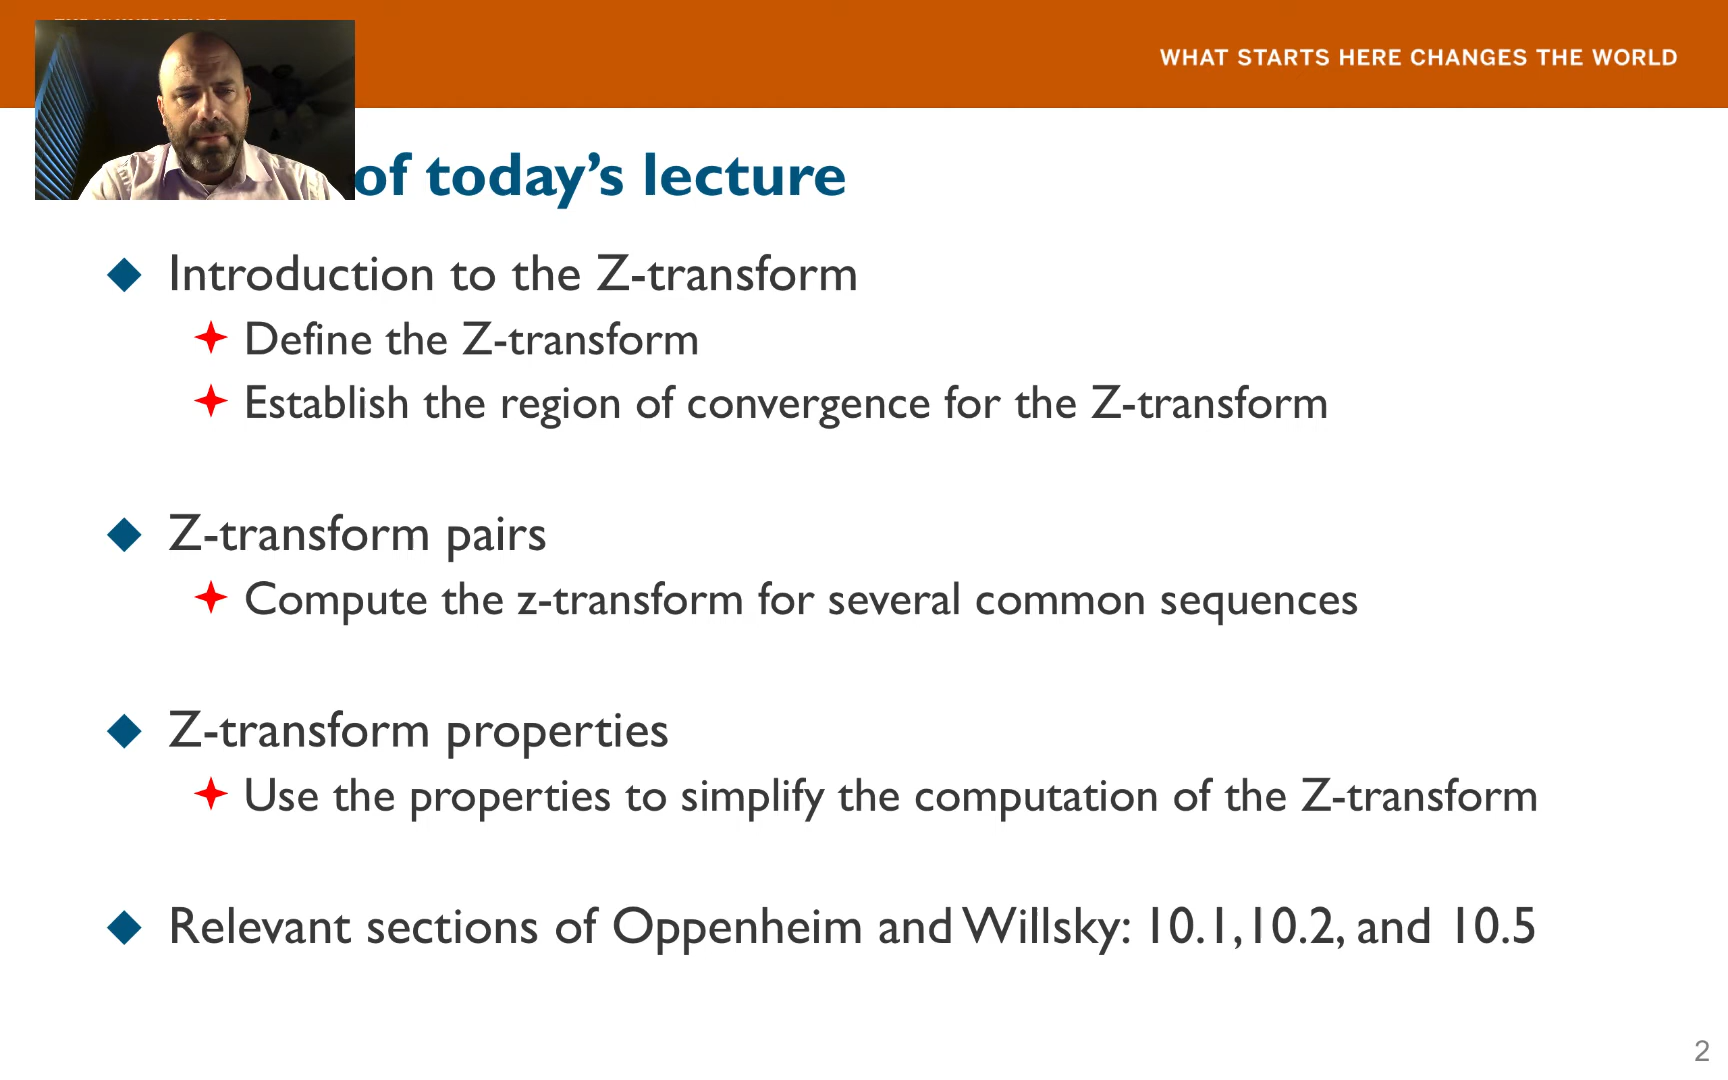 WHAT STARTS HERE CHANGES THE WORLD
of today’s lecture
Introduction to the Z-transform
Define the Z-transform
Establish the region of convergence for the Z-transform
Z-transform pairs
Compute the z-transform for several common sequences
Z-transform properties
Use the properties to simplify the computation of the Z-transform
Relevant sections of Oppenheim and Willsky: 10.1,10.2, and 10.5
2